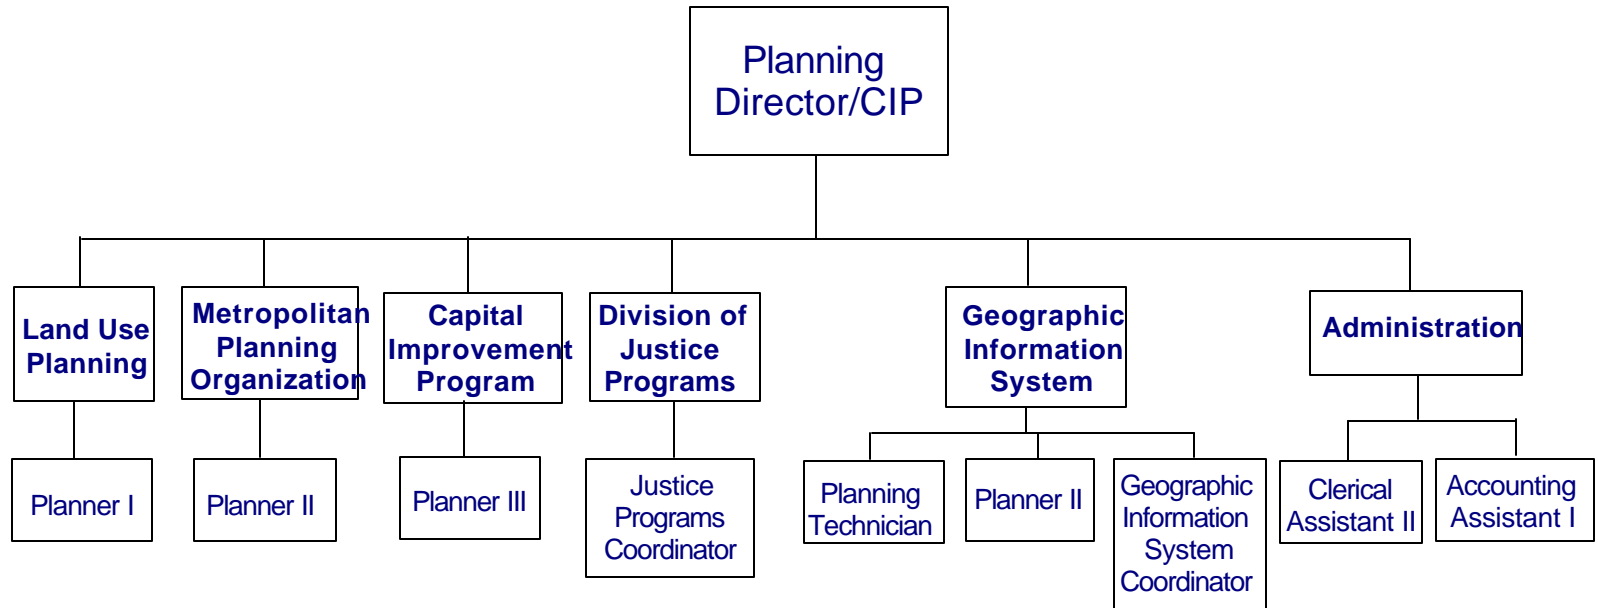 Planning
Director/CIP
Land Use
Planning
Metropolitan
Planning
Organization
Capital
Improvement
Program
Division of
Justice
Programs
Geographic
Information
System
Administration
Planner I
Planner II
Planner III
Justice
Programs
Coordinator
Planning
Technician
Planner II
Geographic
Information
System
Coordinator
Clerical
Assistant II
Accounting
Assistant I